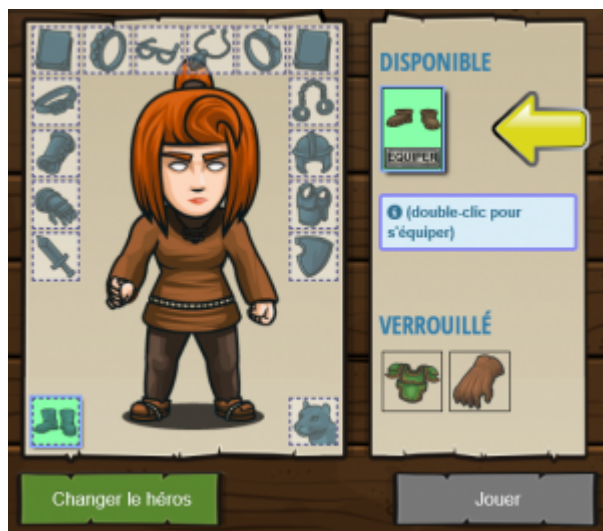 DISPONIBLE
ÉQUIPER
(double-clic pour
s'équiper)
VERROUILLÉ
Changer le héros
Jouer